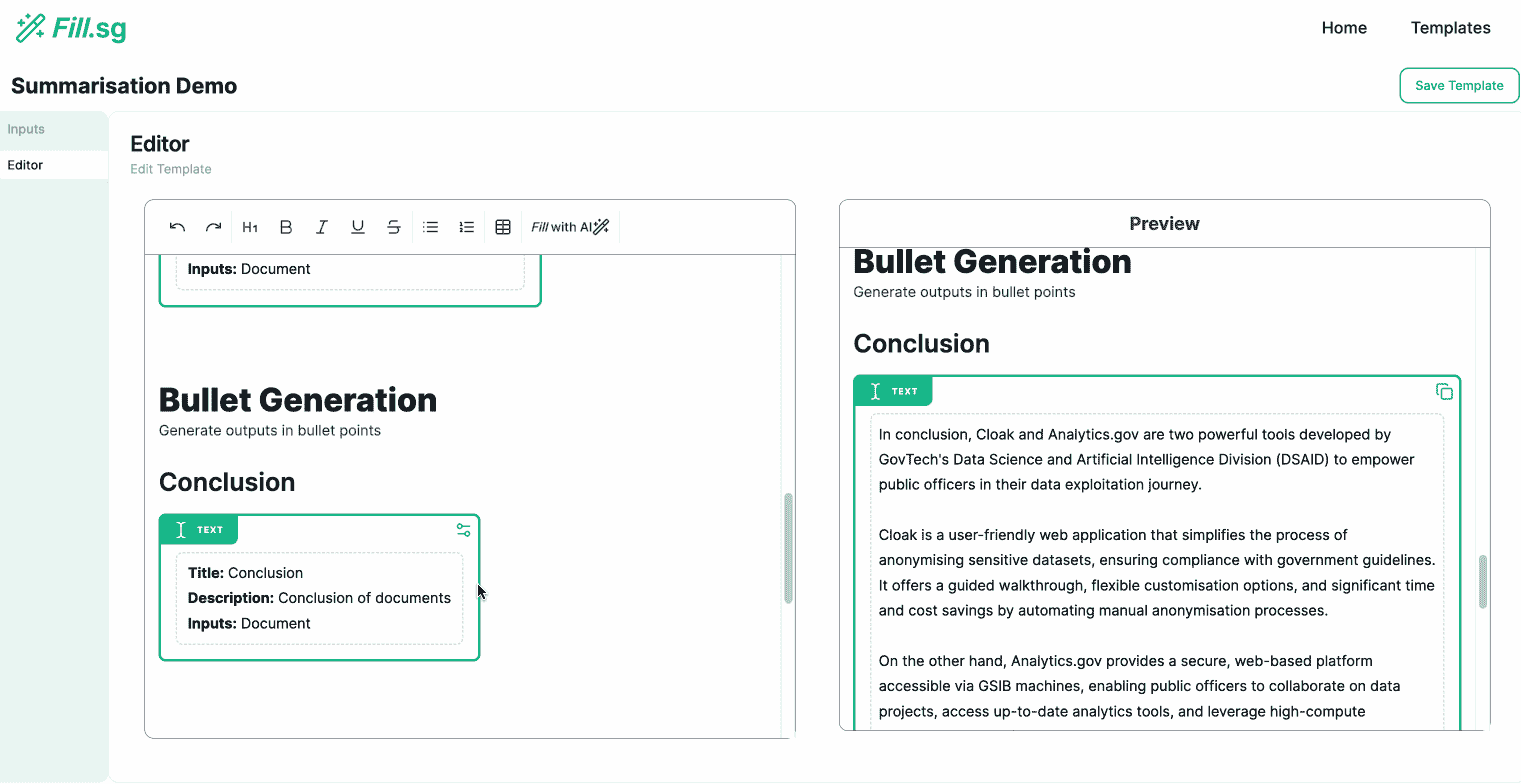 Fill.sg
Home
Templates
Summarisation Demo
Save Template
Inputs
Editor
Editor
Edit Template
H1
B
I
U
S
Fill with AI
Inputs: Document
Bullet Generation
Generate outputs in bullet points
Conclusion
TEXT
Title: Conclusion
Description: Conclusion of documents
Inputs: Document
Preview
Bullet Generation
Generate outputs in bullet points
Conclusion
TEXT
In conclusion, Cloak and Analytics.gov are two powerful tools developed by
GovTech's Data Science and Artificial Intelligence Division (DSAID) to empower
public officers in their data exploitation journey.
Cloak is a user-friendly web application that simplifies the process of
anonymising sensitive datasets, ensuring compliance with government guidelines.
It offers a guided walkthrough, flexible customisation options, and significant time
and cost savings by automating manual anonymisation processes.
On the other hand, Analytics.gov provides a secure, web-based platform
accessible via GSIB machines, enabling public officers to collaborate on data
projects, access up-to-date analytics tools, and leverage high-compute